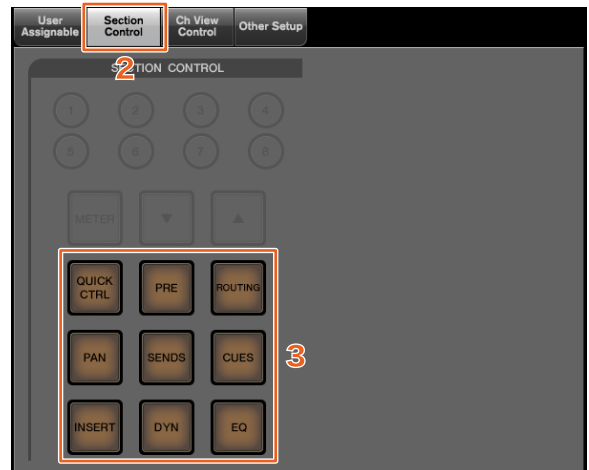 User Assignable
Section Control
Ch View Control
Other Setup
2
SECTION CONTROL
1 2 3 4
5 6 7 8
METER ▼ ▲
QUICK CTRL
PRE
ROUTING
PAN
SENDS
CUES
3
INSERT
DYN
EQ